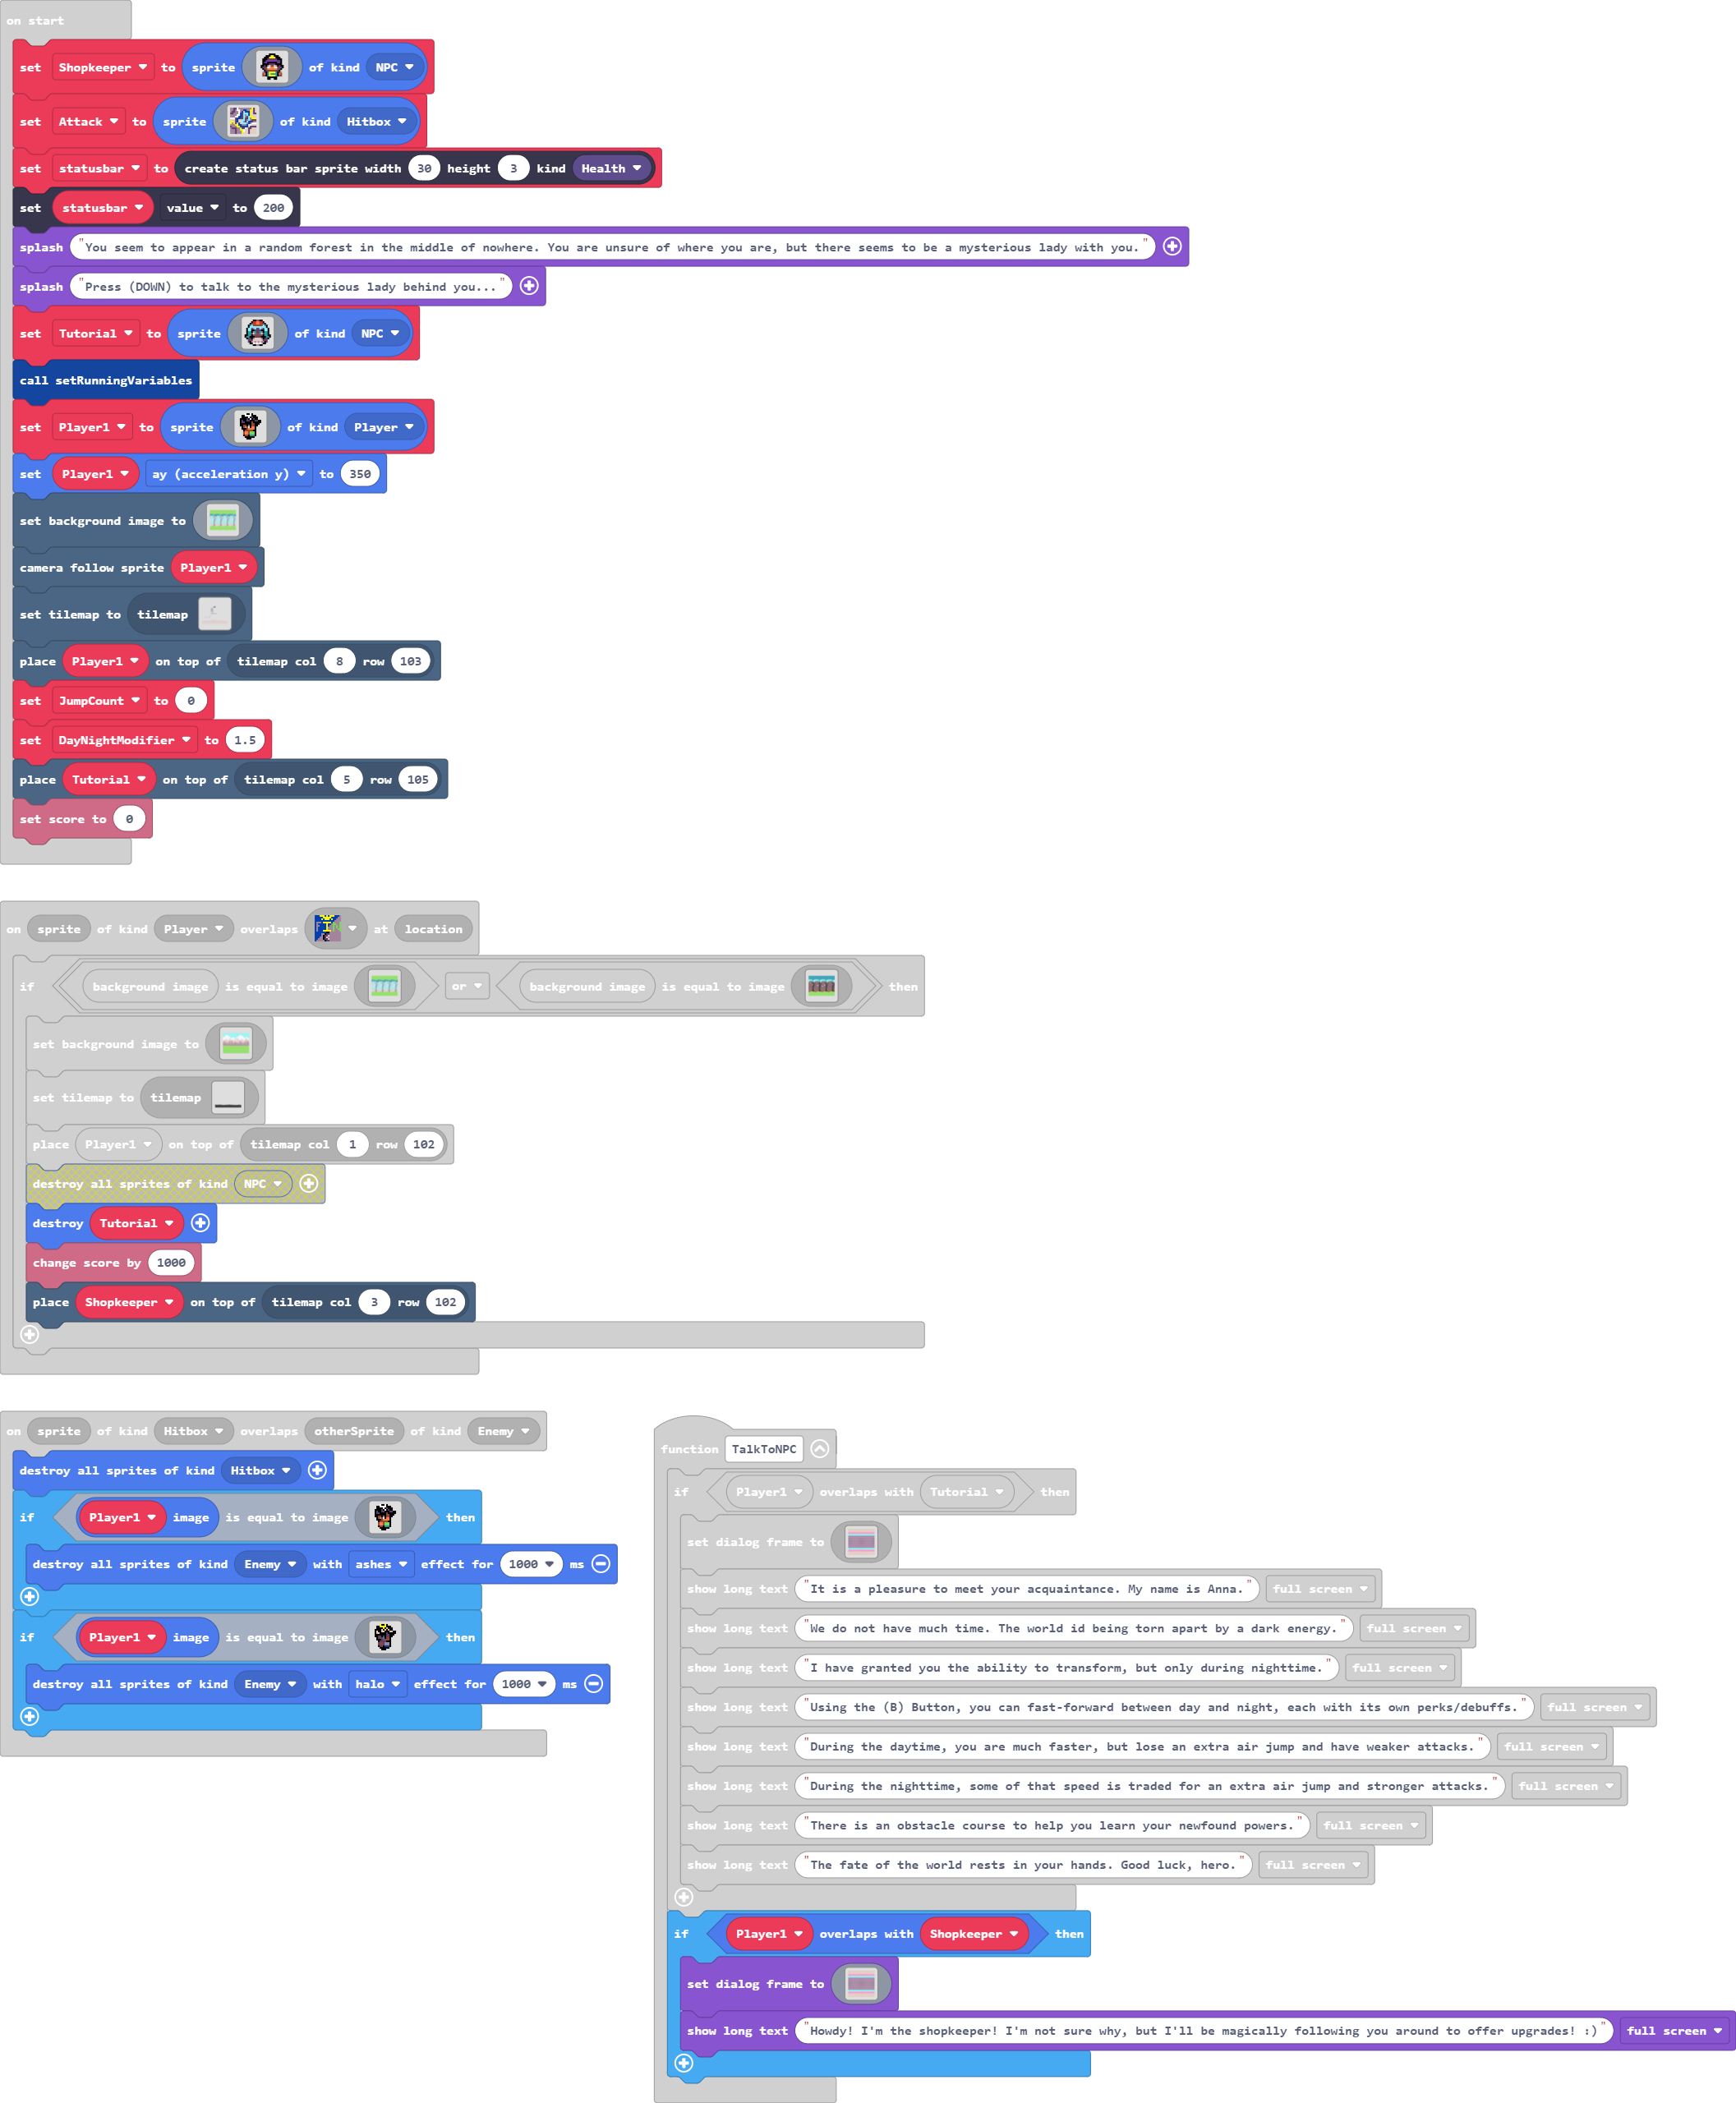 on start
set Shopkeeper to sprite of kind NPC
set Attack to sprite of kind Hitbox
set statusbar to create status bar sprite width 30 height 3 kind Health
set statusbar value to 200
splash "You seem to appear in a random forest in the middle of nowhere. You are unsure of where you are, but there seems to be a mysterious lady with you."
splash "Press (DOWN) to talk to the mysterious lady behind you..."
set Tutorial to sprite of kind NPC
call setRunningVariables
set Player1 to sprite of kind Player
set Player1 ay (acceleration y) to 350
set background image to
camera follow sprite Player1
set tilemap to tilemap
place Player1 on top of tilemap col 8 row 103
set JumpCount to 0
set DayNightModifier to 1.5
place Tutorial on top of tilemap col 5 row 105
set score to 0
on sprite of kind Player overlaps FIN at location
if background image is equal to image or background image is equal to image then
set background image to
set tilemap to tilemap
place Player1 on top of tilemap col 1 row 102
destroy all sprites of kind NPC
destroy Tutorial
change score by 1000
place Shopkeeper on top of tilemap col 3 row 102
on sprite of kind Hitbox overlaps otherSprite of kind Enemy
destroy all sprites of kind Hitbox
if Player1 image is equal to image then
destroy all sprites of kind Enemy with ashes effect for 1000 ms
if Player1 image is equal to image then
destroy all sprites of kind Enemy with halo effect for 1000 ms
function TalkToNPC
if Player1 overlaps with Tutorial then
set dialog frame to
show long text "It is a pleasure to meet your acquaintance. My name is Anna." full screen
show long text "We do not have much time. The world id being torn apart by a dark energy." full screen
show long text "I have granted you the ability to transform, but only during nighttime." full screen
show long text "Using the (B) Button, you can fast-forward between day and night, each with its own perks/debuffs." full screen
show long text "During the daytime, you are much faster, but lose an extra air jump and have weaker attacks." full screen
show long text "During the nighttime, some of that speed is traded for an extra air jump and stronger attacks." full screen
show long text "There is an obstacle course to help you learn your newfound powers." full screen
show long text "The fate of the world rests in your hands. Good luck, hero." full screen
if Player1 overlaps with Shopkeeper then
set dialog frame to
show long text "Howdy! I'm the shopkeeper! I'm not sure why, but I'll be magically following you around to offer upgrades! :)" full screen